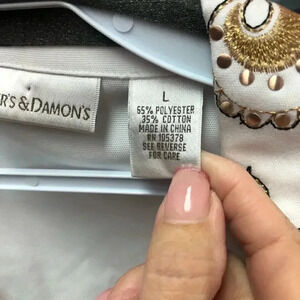 R'S & DAMON'S
L
65% POLYESTER
35% COTTON
MADE IN CHINA
RN 105378
SEE REVERSE
FOR CARE